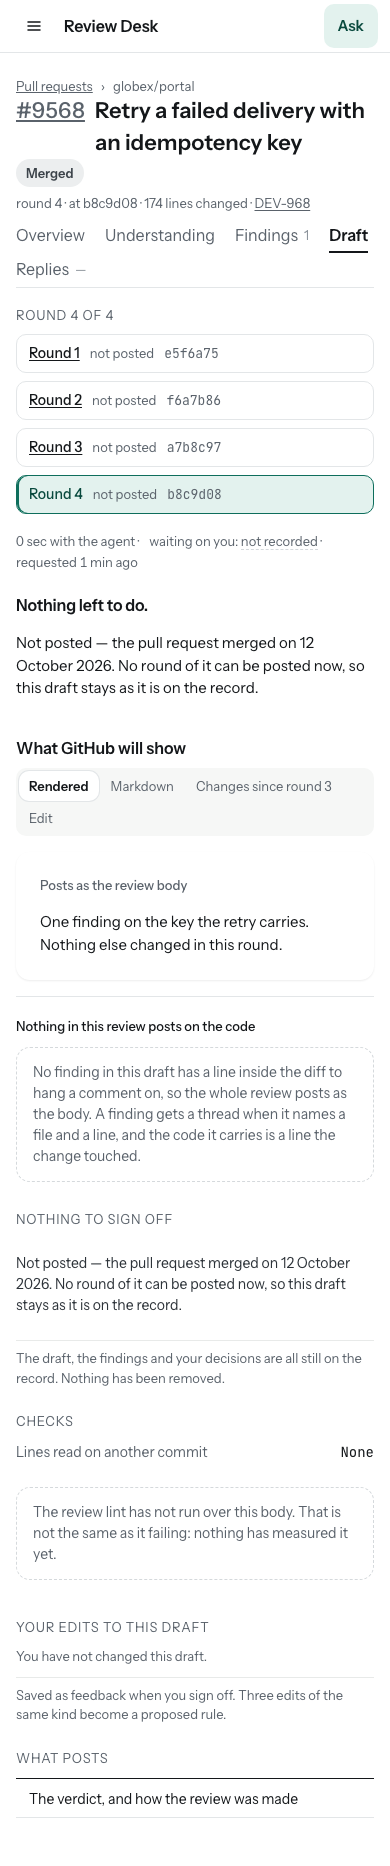 Review Desk
Ask
Pull requests › globex/portal
#9568 Retry a failed delivery with
an idempotency key
Merged
round 4 · at b8c9d08 · 174 lines changed · DEV-968
Overview Understanding Findings 1 Draft
Replies —
ROUND 4 OF 4
Round 1 not posted e5f6a75
Round 2 not posted f6a7b86
Round 3 not posted a7b8c97
Round 4 not posted b8c9d08
0 sec with the agent · waiting on you: not recorded ·
requested 1 min ago
Nothing left to do.
Not posted — the pull request merged on 12
October 2026. No round of it can be posted now, so
this draft stays as it is on the record.
What GitHub will show
Rendered Markdown Changes since round 3
Edit
Posts as the review body
One finding on the key the retry carries.
Nothing else changed in this round.
Nothing in this review posts on the code
No finding in this draft has a line inside the diff to
hang a comment on, so the whole review posts as
the body. A finding gets a thread when it names a
file and a line, and the code it carries is a line the
change touched.
NOTHING TO SIGN OFF
Not posted — the pull request merged on 12 October
2026. No round of it can be posted now, so this draft
stays as it is on the record.
The draft, the findings and your decisions are all still on the
record. Nothing has been removed.
CHECKS
Lines read on another commit None
The review lint has not run over this body. That is
not the same as it failing: nothing has measured it
yet.
YOUR EDITS TO THIS DRAFT
You have not changed this draft.
Saved as feedback when you sign off. Three edits of the
same kind become a proposed rule.
WHAT POSTS
The verdict, and how the review was made